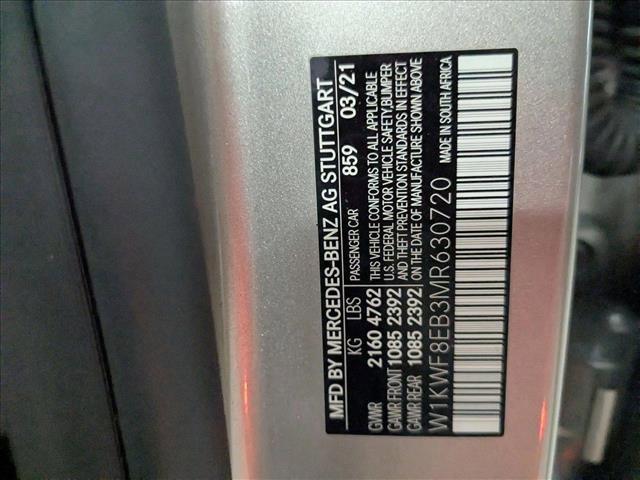 MFD BY MERCEDES-BENZ AG STUTTGART
PASSENGER CAR 859 03/21
KG LBS
GVWR 2160 4762
GAWR FRONT 1085 2392
GAWR REAR 1085 2392
THIS VEHICLE CONFORMS TO ALL APPLICABLE
U.S. FEDERAL MOTOR VEHICLE SAFETY, BUMPER
AND THEFT PREVENTION STANDARDS IN EFFECT
ON THE DATE OF MANUFACTURE SHOWN ABOVE
W1KWF8EB3MR630720
MADE IN SOUTH AFRICA